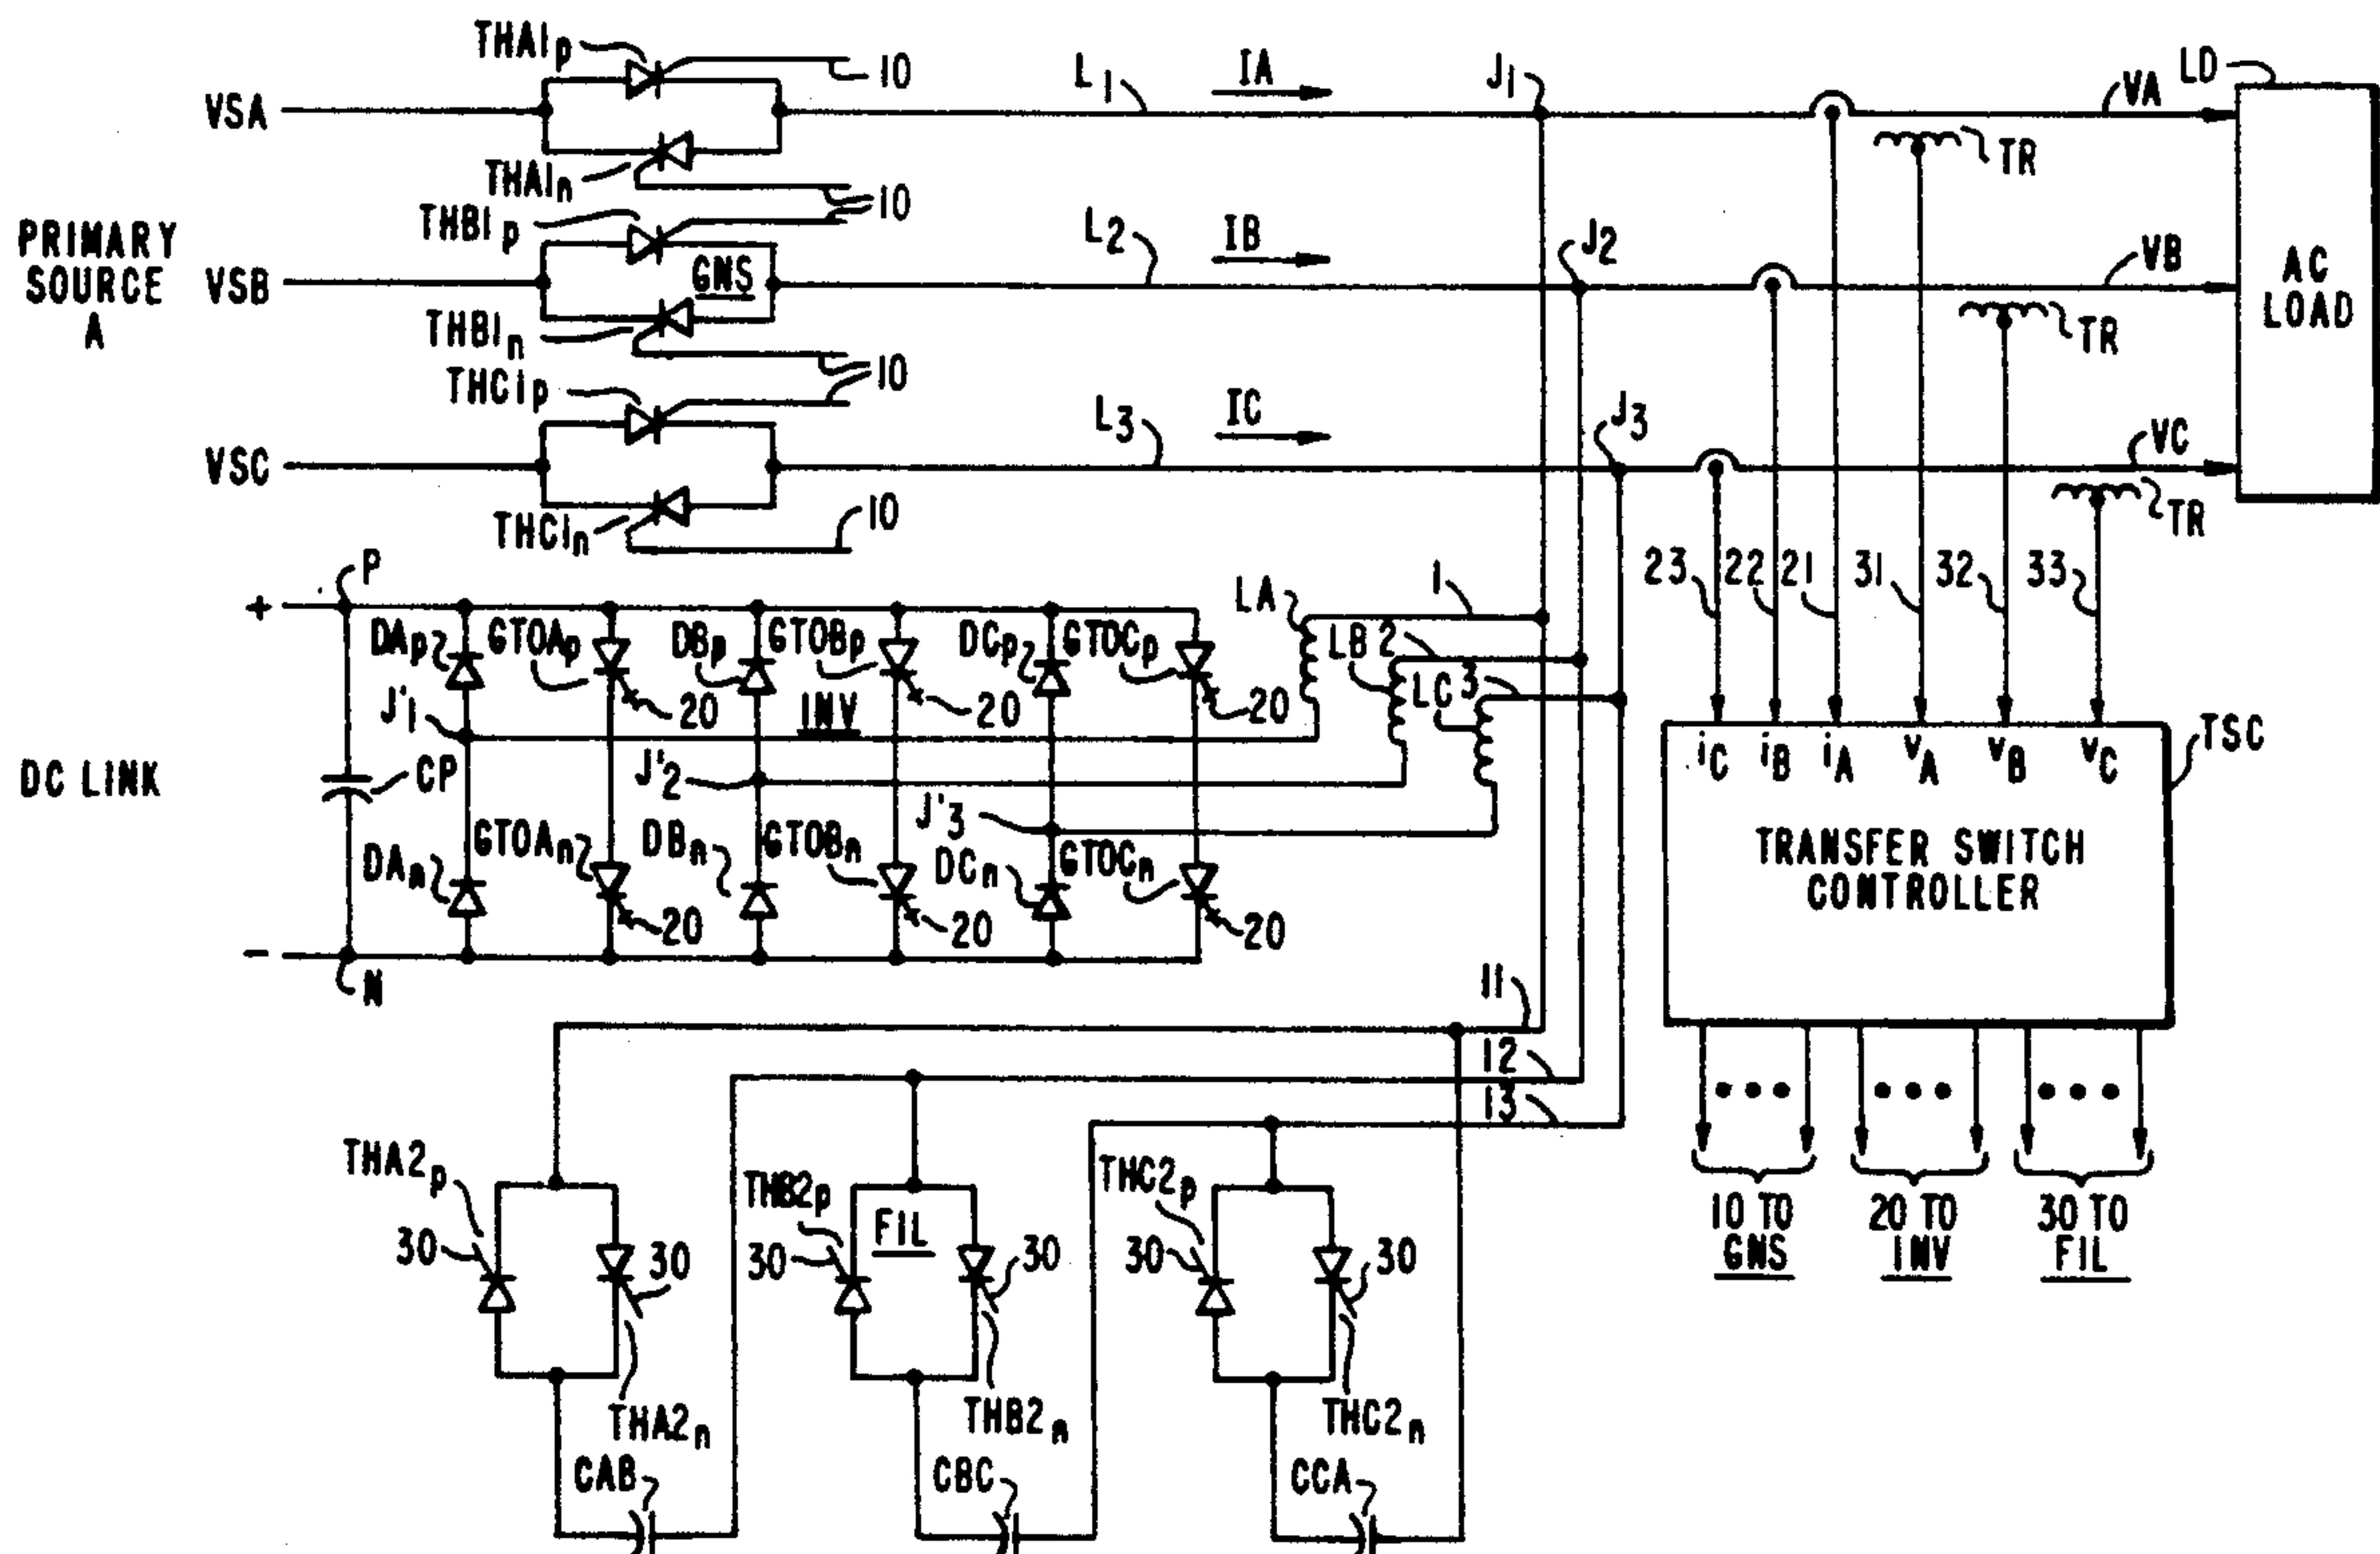 THA1p
10
L1
IA
J1
VA
LD
VSA
TR
THA1n
10
THB1p
L2
IB
J2
VB
PRIMARY
SOURCE
A
VSB
GNS
AC
LOAD
THB1n
TR
10
THC1p
L3
IC
J3
VC
VSC
THC1n
10
TR
P
23
22
21
31
32
33
+
LA
1
DAp
GTOAp
DBp
GTOBp
DCp
GTOCp
LB
2
LC
3
J'1
20
INV
20
20
TSC
iC
iB
iA
vA
vB
vC
DC LINK
CP
J'2
J'3
TRANSFER SWITCH
CONTROLLER
DAn
GTOAn
DBn
GTOBn
DCn
GTOCn
20
20
20
-
N
11
12
13
THA2p
THB2p
THC2p
FIL
30
30
30
30
30
30
10 TO
GNS
20 TO
INV
30 TO
FIL
THA2n
THB2n
THC2n
CAB
CBC
CCA